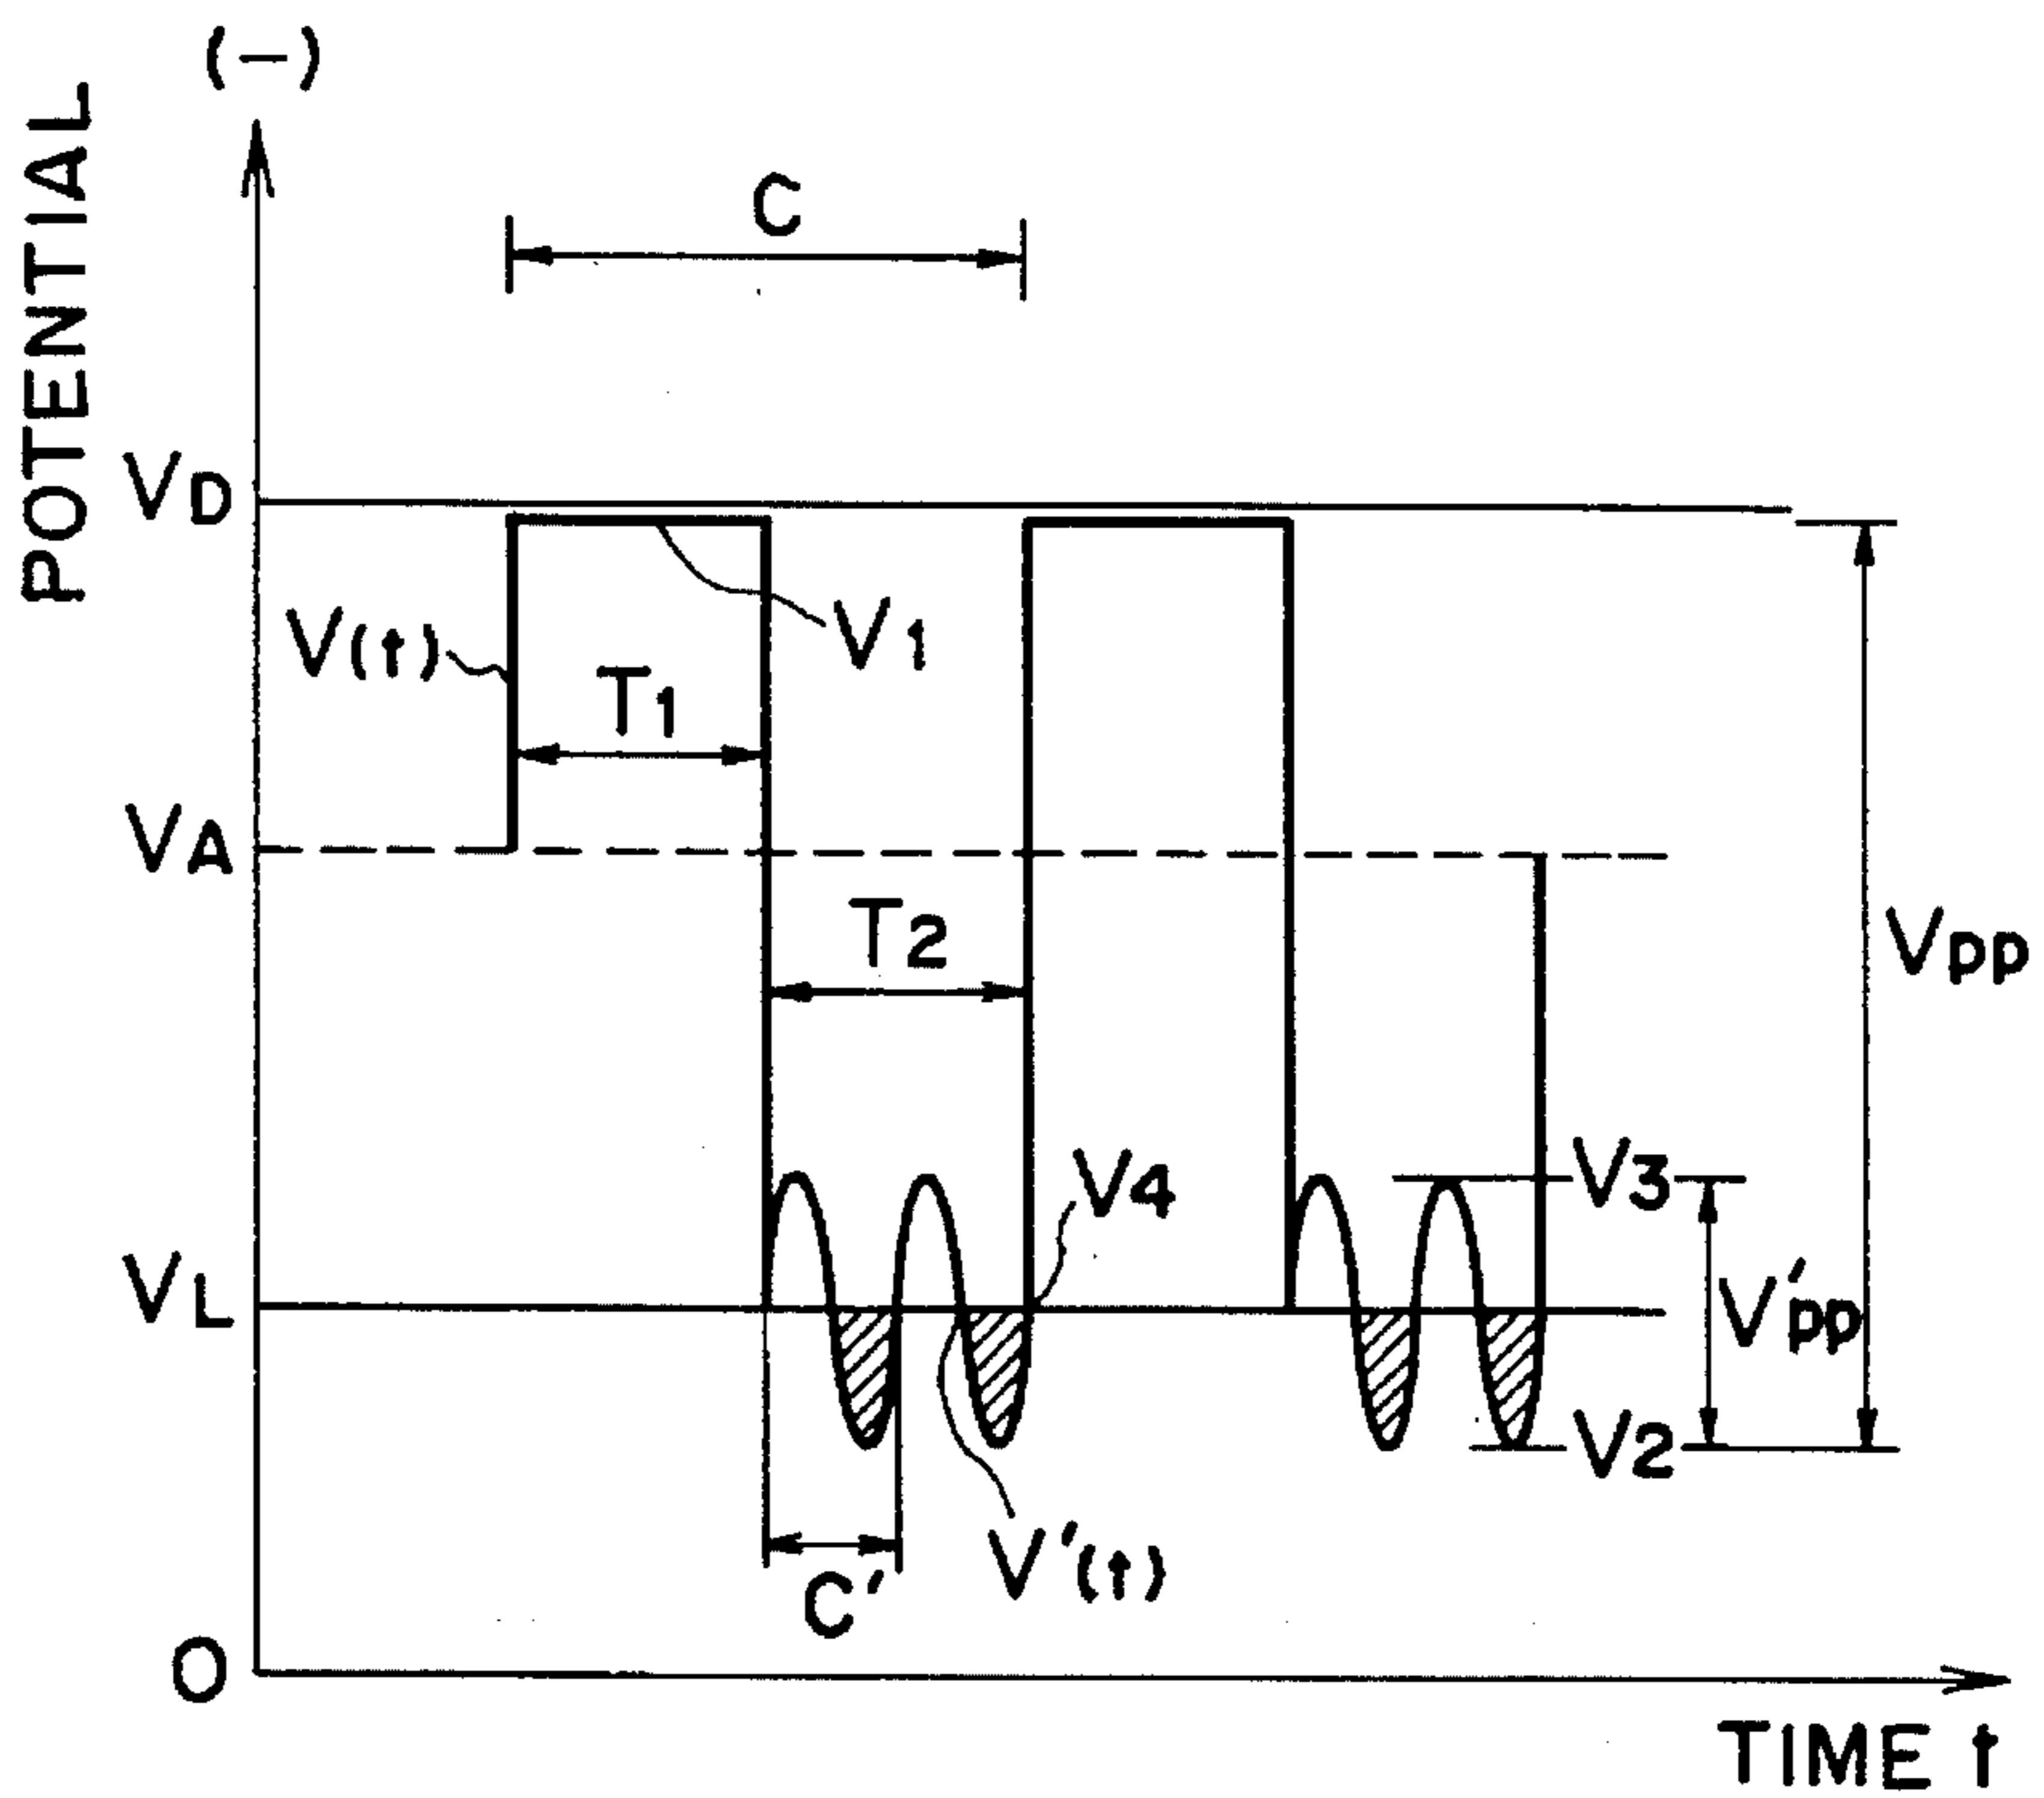 (-)
POTENTIAL
C
VD
V1
V(t)
T1
VA
T2
Vpp
V3
V4
VL
V'pp
V2
V'(t)
C'
O
TIME t